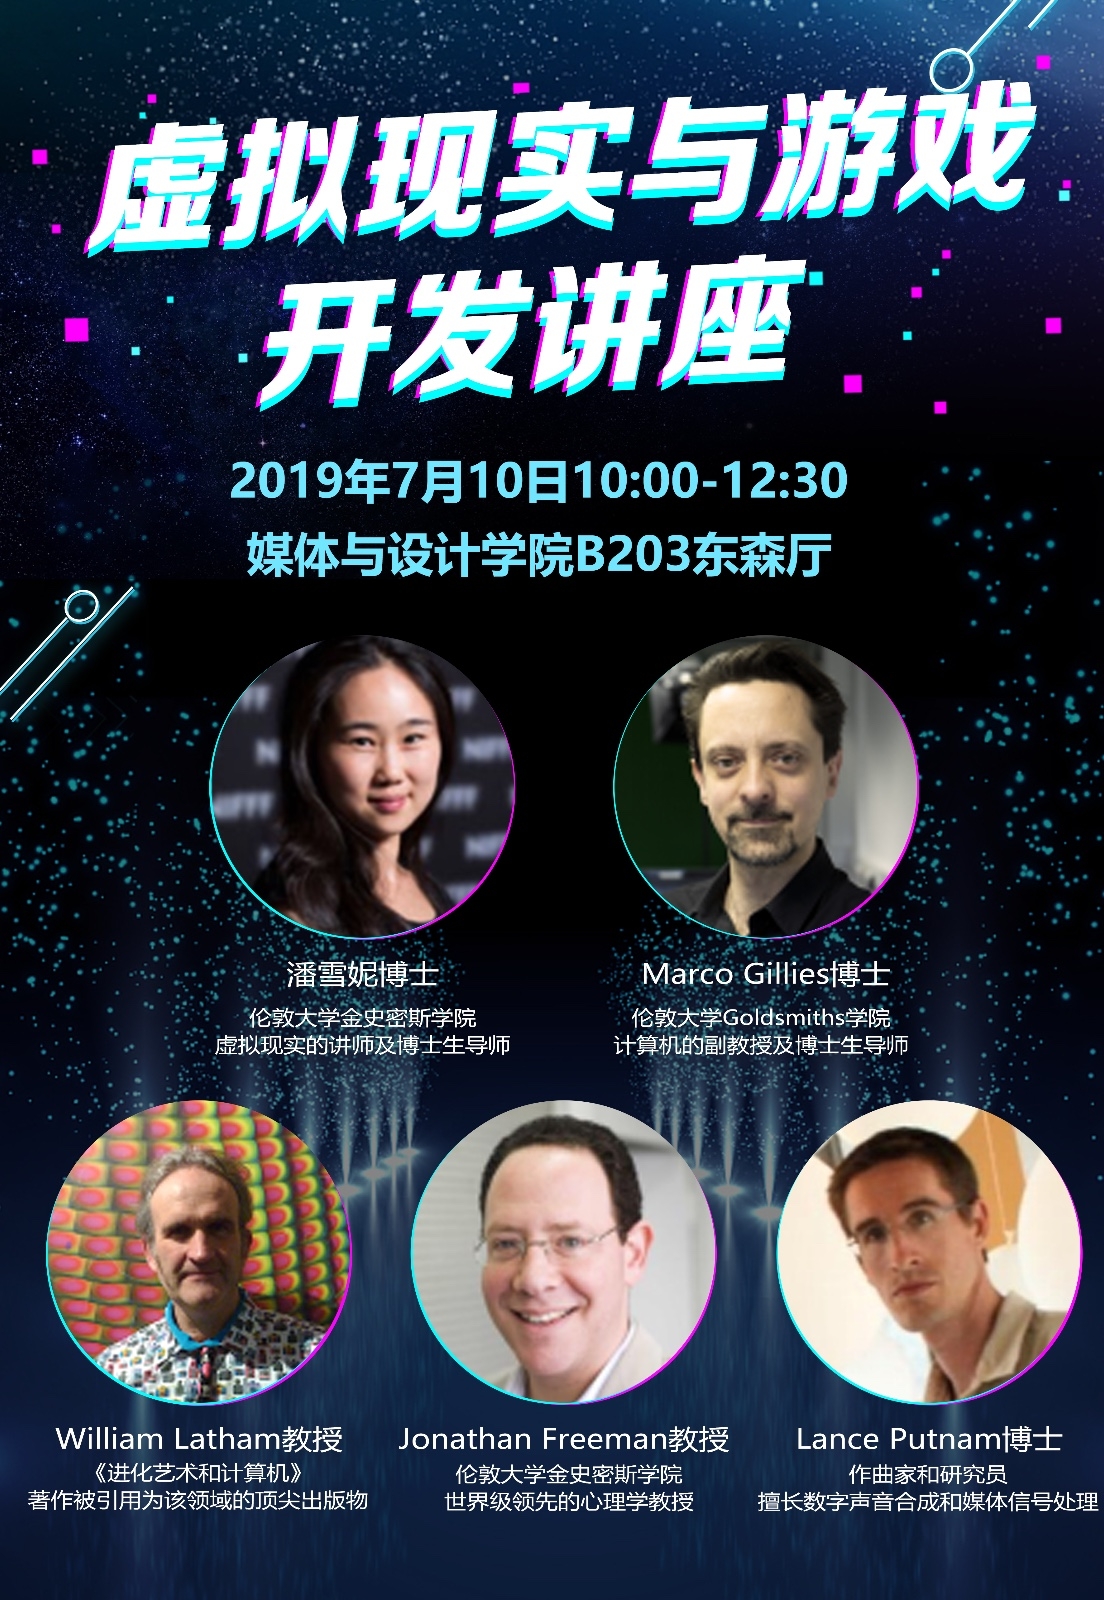 虚拟现实与游戏
开发讲座
2019年7月10日10:00-12:30
媒体与设计学院B203东森厅
潘雪妮博士
伦敦大学金史密斯学院
虚拟现实的讲师及博士生导师
Marco Gillies博士
伦敦大学Goldsmiths学院
计算机的副教授及博士生导师
William Latham教授
《进化艺术和计算机》
著作被引用为该领域的顶尖出版物
Jonathan Freeman教授
伦敦大学金史密斯学院
世界级领先的心理学教授
Lance Putnam博士
作曲家和研究员
擅长数字声音合成和媒体信号处理